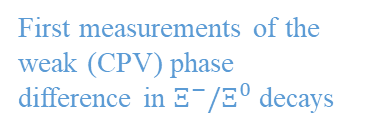 First measurements of the
weak (CPV) phase
difference in Ξ⁻/Ξ⁰ decays